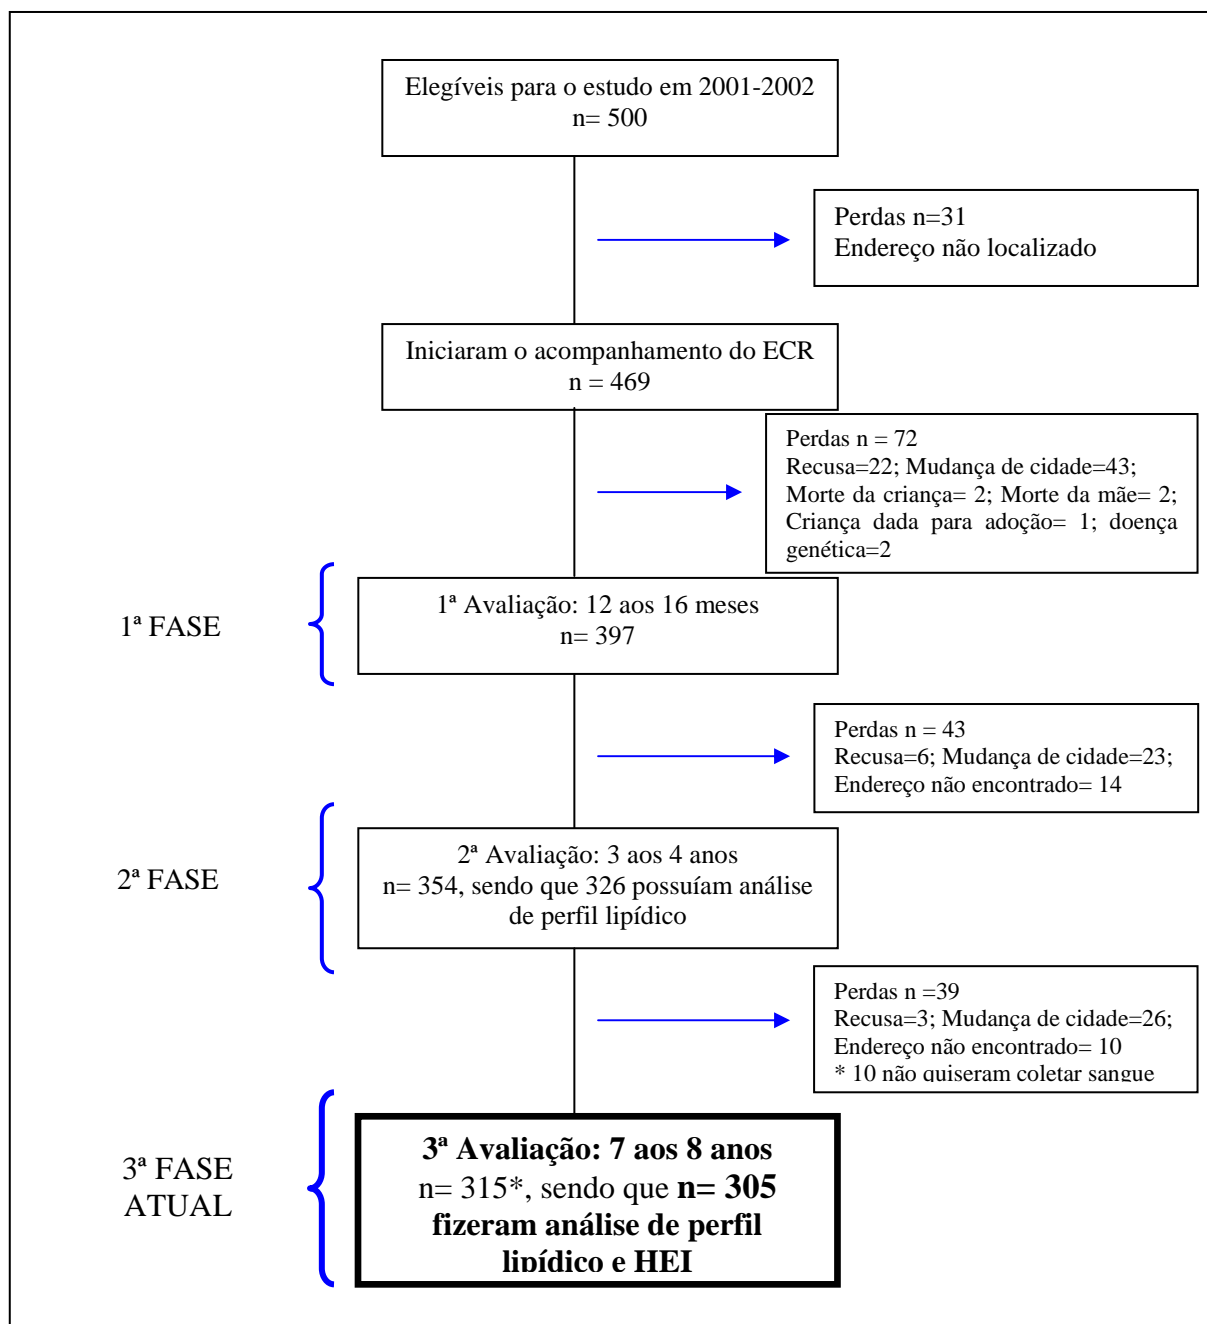 Elegíveis para o estudo em 2001-2002
n= 500
Perdas n=31
Endereço não localizado
Iniciaram o acompanhamento do ECR
n = 469
Perdas n = 72
Recusa=22; Mudança de cidade=43;
Morte da criança= 2; Morte da mãe= 2;
Criança dada para adoção= 1; doença
genética=2
1ª FASE
1ª Avaliação: 12 aos 16 meses
n= 397
Perdas n = 43
Recusa=6; Mudança de cidade=23;
Endereço não encontrado= 14
2ª FASE
2ª Avaliação: 3 aos 4 anos
n= 354, sendo que 326 possuíam análise
de perfil lipídico
Perdas n =39
Recusa=3; Mudança de cidade=26;
Endereço não encontrado= 10
* 10 não quiseram coletar sangue
3ª FASE
ATUAL
3ª Avaliação: 7 aos 8 anos
n= 315*, sendo que n= 305
fizeram análise de perfil
lipídico e HEI